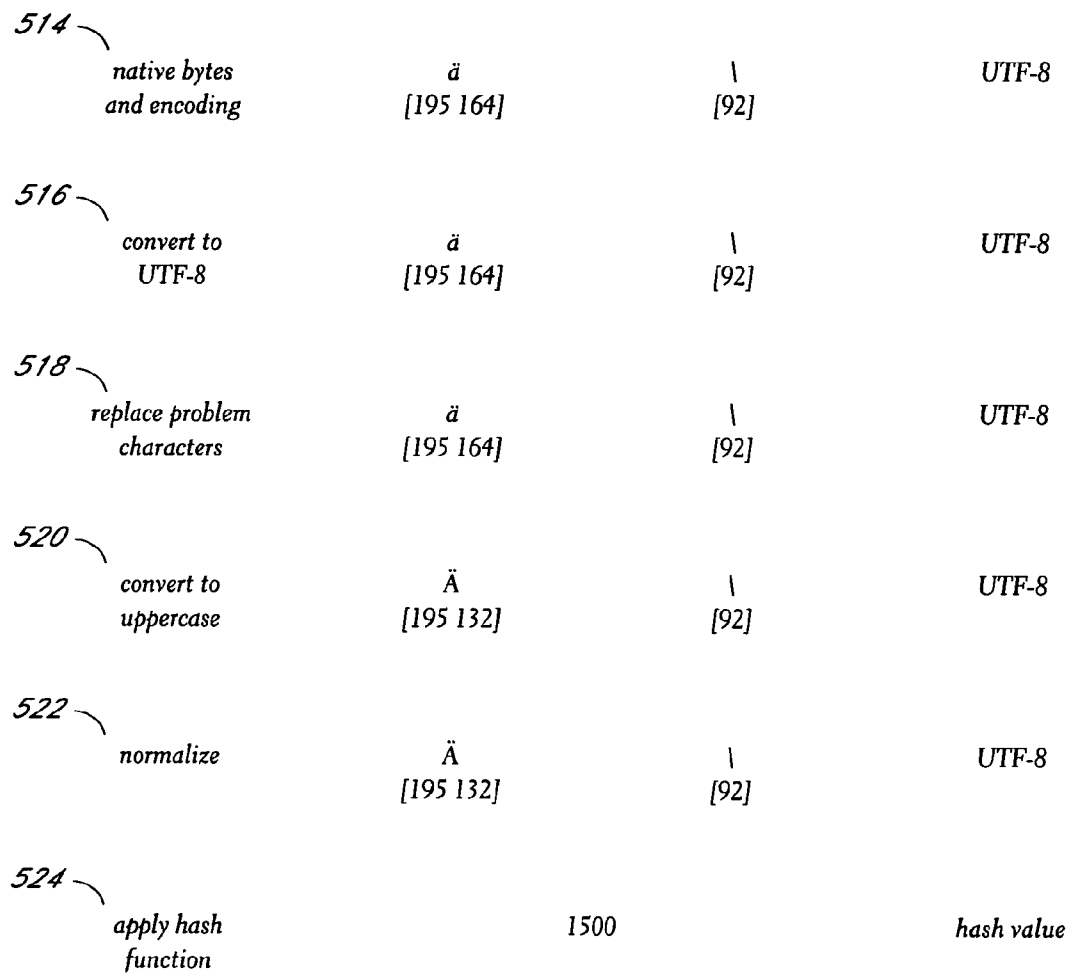 514
native bytes ä \ UTF-8
and encoding [195 164] [92]
516
convert to ä \ UTF-8
UTF-8 [195 164] [92]
518
replace problem ä \ UTF-8
characters [195 164] [92]
520
convert to Ä \ UTF-8
uppercase [195 132] [92]
522
normalize Ä \ UTF-8
[195 132] [92]
524
apply hash 1500 hash value
function